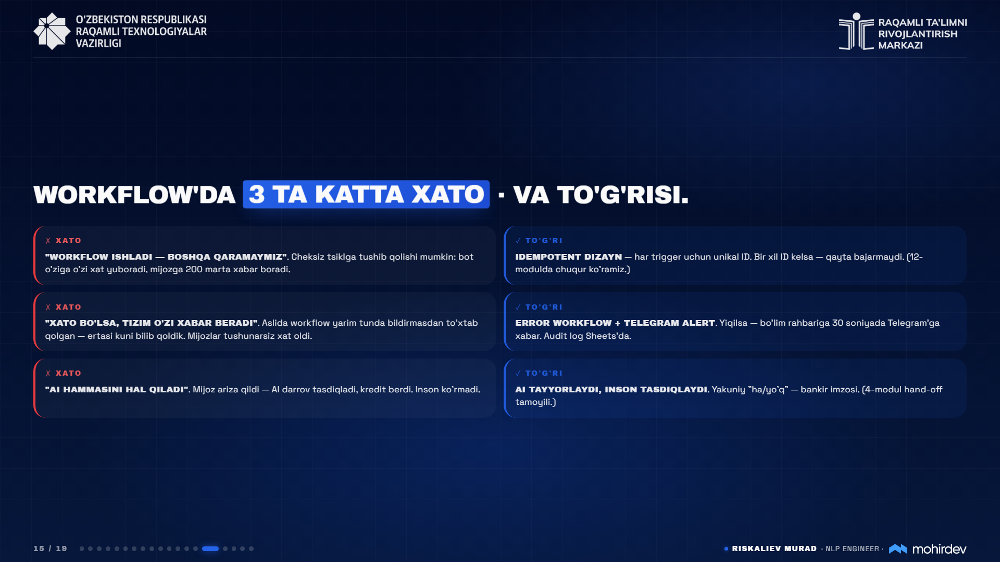 O'ZBEKISTON RESPUBLIKASI
RAQAMLI TEXNOLOGIYALAR
VAZIRLIGI
RAQAMLI TA'LIMNI
RIVOJLANTIRISH
MARKAZI
WORKFLOW'DA 3 TA KATTA XATO · VA TO'G'RISI.
✗ XATO
"WORKFLOW ISHLADI — BOSHQA QARAMAYMIZ". Cheksiz tsiklga tushib qolishi mumkin: bot
o'ziga o'zi xat yuboradi, mijozga 200 marta xabar boradi.
✓ TO'G'RI
IDEMPOTENT DIZAYN — har trigger uchun unikal ID. Bir xil ID kelsa — qayta bajarmaydi. (12-
modulda chuqur ko'ramiz.)
✗ XATO
"XATO BO'LSA, TIZIM O'ZI XABAR BERADI". Aslida workflow yarim tunda bildirmasdan to'xtab
qolgan — ertasi kuni bilib qoldik. Mijozlar tushunarsiz xat oldi.
✓ TO'G'RI
ERROR WORKFLOW + TELEGRAM ALERT. Yiqilsa — bo'lim rahbariga 30 soniyada Telegram'ga
xabar. Audit log Sheets'da.
✗ XATO
"AI HAMMASINI HAL QILADI". Mijoz ariza qildi — AI darrov tasdiqladi, kredit berdi. Inson ko'rmadi.
✓ TO'G'RI
AI TAYYORLAYDI, INSON TASDIQLAYDI. Yakuniy "ha/yo'q" — bankir imzosi. (4-modul hand-off
tamoyili.)
15 / 19
RISKALIEV MURAD · NLP ENGINEER · mohirdev